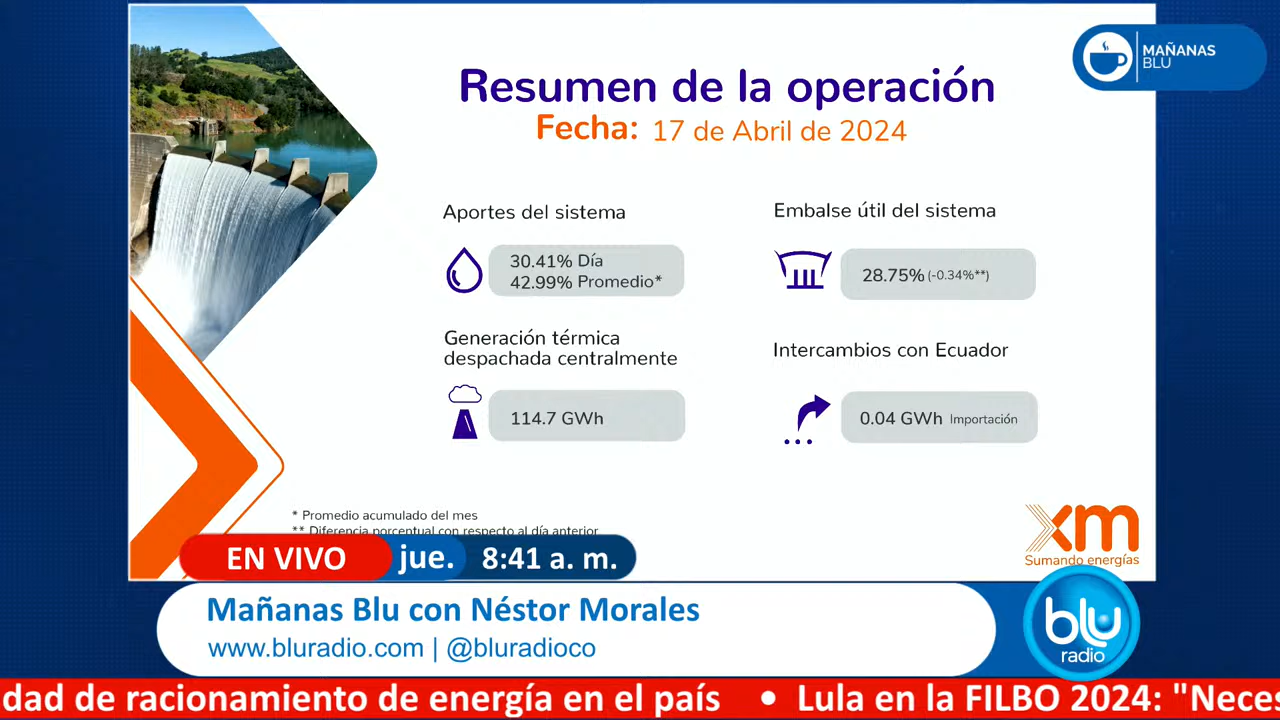 MAÑANAS
BLU
Resumen de la operación
Fecha: 17 de Abril de 2024
Aportes del sistema
30.41% Día
42.99% Promedio*
Embalse útil del sistema
28.75% (-0.34%**)
Generación térmica
despachada centralmente
114.7 GWh
Intercambios con Ecuador
0.04 GWh Importación
* Promedio acumulado del mes
** Diferencia porcentual con respecto al día anterior
xm
Sumando energías
EN VIVO jue. 8:41 a. m.
Mañanas Blu con Néstor Morales
www.bluradio.com | @bluradioco
blu
radio
dad de racionamiento de energía en el país • Lula en la FILBO 2024: "Neces